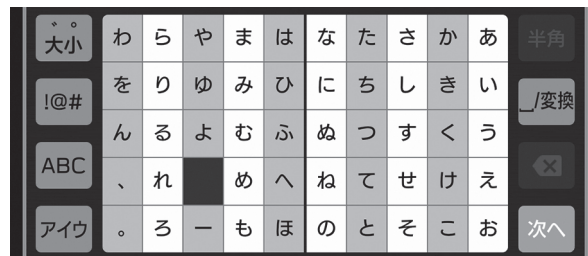 ゛゜大小 わ ら や ま は な た さ か あ 半角
!@# を り ゆ み ひ に ち し き い ␣/変換
ん る よ む ふ ぬ つ す く う
ABC 、 れ め へ ね て せ け え
アイウ 。 ろ ー も ほ の と そ こ お 次へ